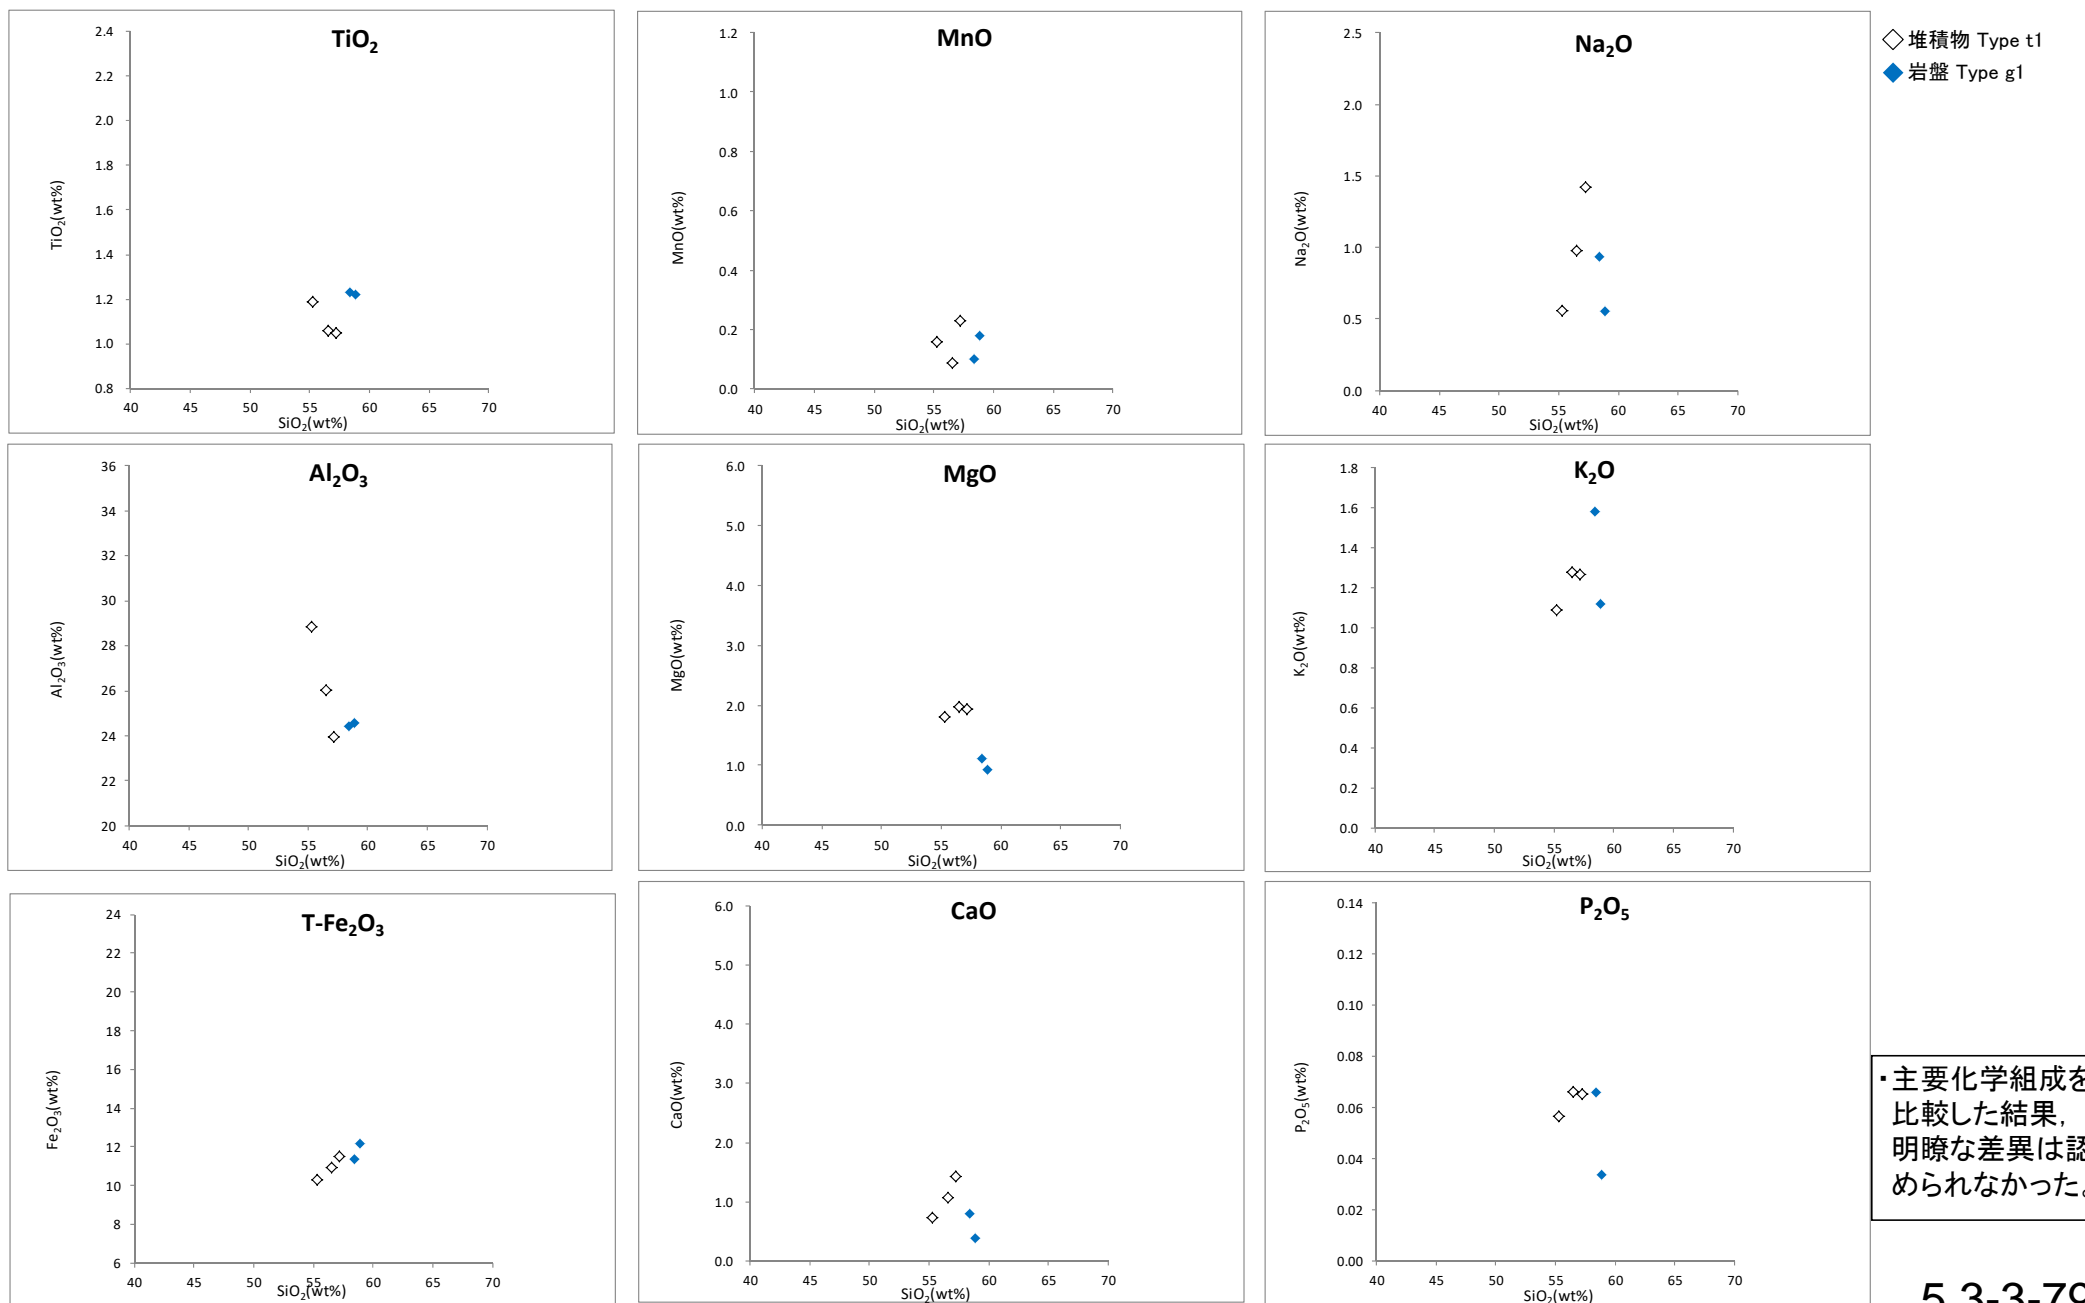 TiO₂
2.4
2.2
2.0
1.8
1.6
1.4
1.2
1.0
0.8
TiO₂(wt%)
40 45 50 55 60 65 70
SiO₂(wt%)
MnO
1.2
1.0
0.8
0.6
0.4
0.2
0.0
MnO(wt%)
40 45 50 55 60 65 70
SiO₂(wt%)
Na₂O
2.5
2.0
1.5
1.0
0.5
0.0
Na₂O(wt%)
40 45 50 55 60 65 70
SiO₂(wt%)
堆積物 Type t1
岩盤 Type g1
Al₂O₃
36
34
32
30
28
26
24
22
20
Al₂O₃(wt%)
40 45 50 55 60 65 70
SiO₂(wt%)
MgO
6.0
5.0
4.0
3.0
2.0
1.0
0.0
MgO(wt%)
40 45 50 55 60 65 70
SiO₂(wt%)
K₂O
1.8
1.6
1.4
1.2
1.0
0.8
0.6
0.4
0.2
0.0
K₂O(wt%)
40 45 50 55 60 65 70
SiO₂(wt%)
T-Fe₂O₃
24
22
20
18
16
14
12
10
8
6
Fe₂O₃(wt%)
40 45 50 55 60 65 70
SiO₂(wt%)
CaO
6.0
5.0
4.0
3.0
2.0
1.0
0.0
CaO(wt%)
40 45 50 55 60 65 70
SiO₂(wt%)
P₂O₅
0.14
0.12
0.10
0.08
0.06
0.04
0.02
0.00
P₂O₅(wt%)
40 45 50 55 60 65 70
SiO₂(wt%)
・主要化学組成を
比較した結果，
明瞭な差異は認
められなかった。
5.3-3-79